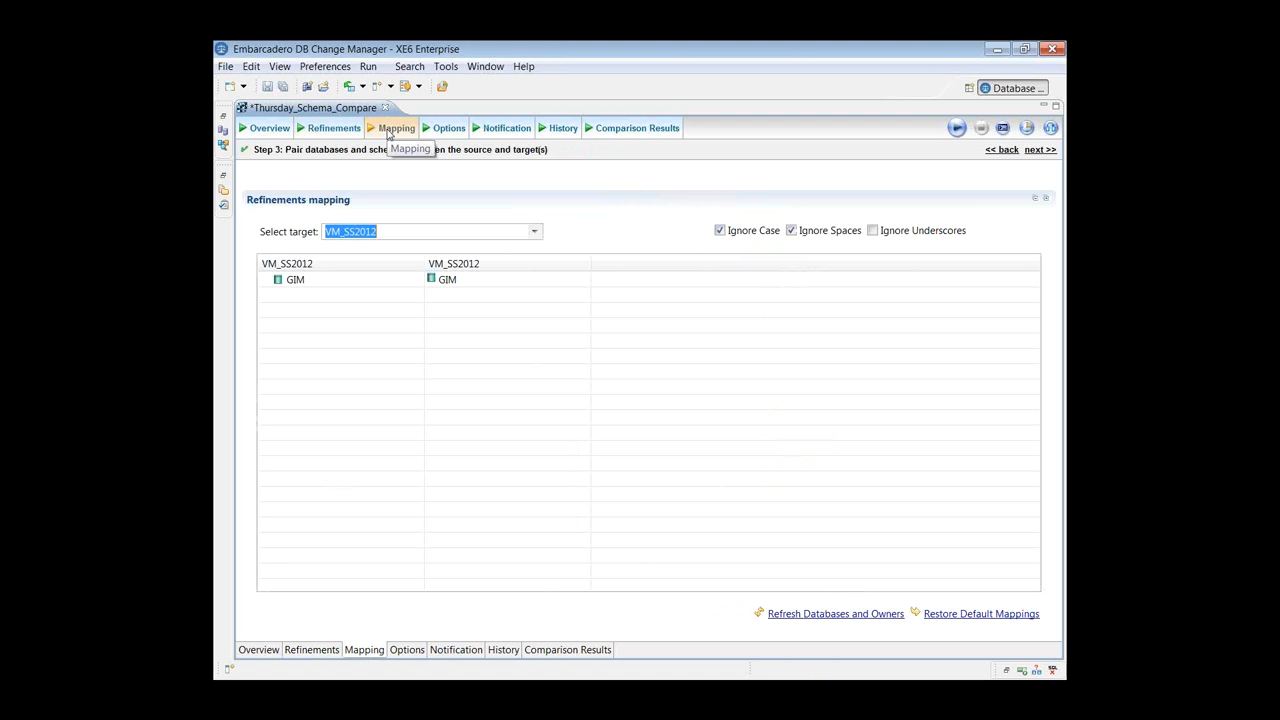 Embarcadero DB Change Manager - XE6 Enterprise
File Edit View Preferences Run Search Tools Window Help
Database ...
*Thursday_Schema_Compare
Overview Refinements Mapping Options Notification History Comparison Results
Step 3: Pair databases and sche en the source and target(s) << back next >>
Mapping
Refinements mapping
Select target: VM_SS2012 Ignore Case Ignore Spaces Ignore Underscores
VM_SS2012 VM_SS2012
GIM GIM
Refresh Databases and Owners Restore Default Mappings
Overview Refinements Mapping Options Notification History Comparison Results